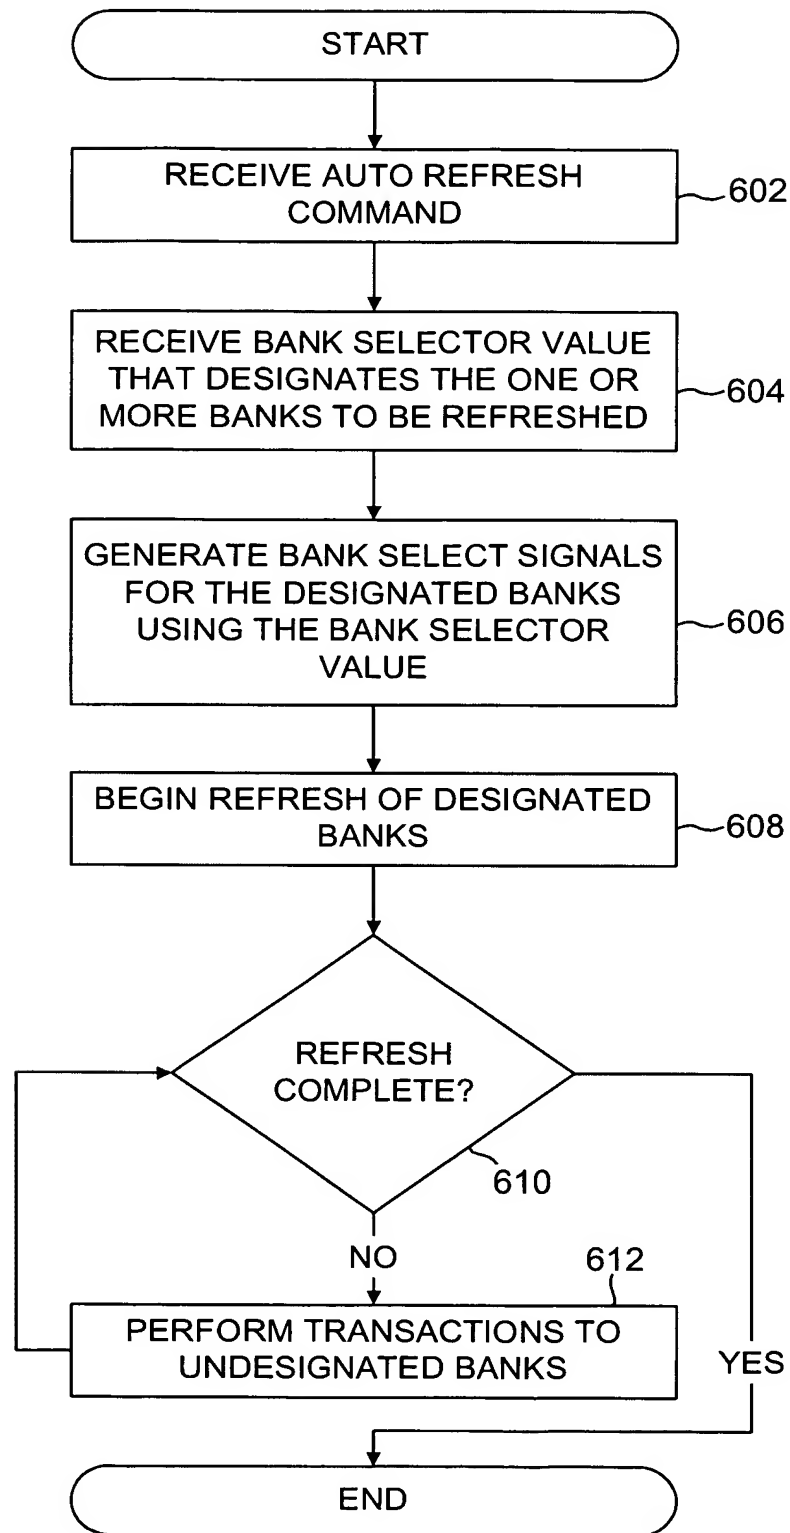 START
RECEIVE AUTO REFRESH
COMMAND
602
RECEIVE BANK SELECTOR VALUE
THAT DESIGNATES THE ONE OR
MORE BANKS TO BE REFRESHED
604
GENERATE BANK SELECT SIGNALS
FOR THE DESIGNATED BANKS
USING THE BANK SELECTOR
VALUE
606
BEGIN REFRESH OF DESIGNATED
BANKS
608
REFRESH
COMPLETE?
610
NO
612
PERFORM TRANSACTIONS TO
UNDESIGNATED BANKS
YES
END